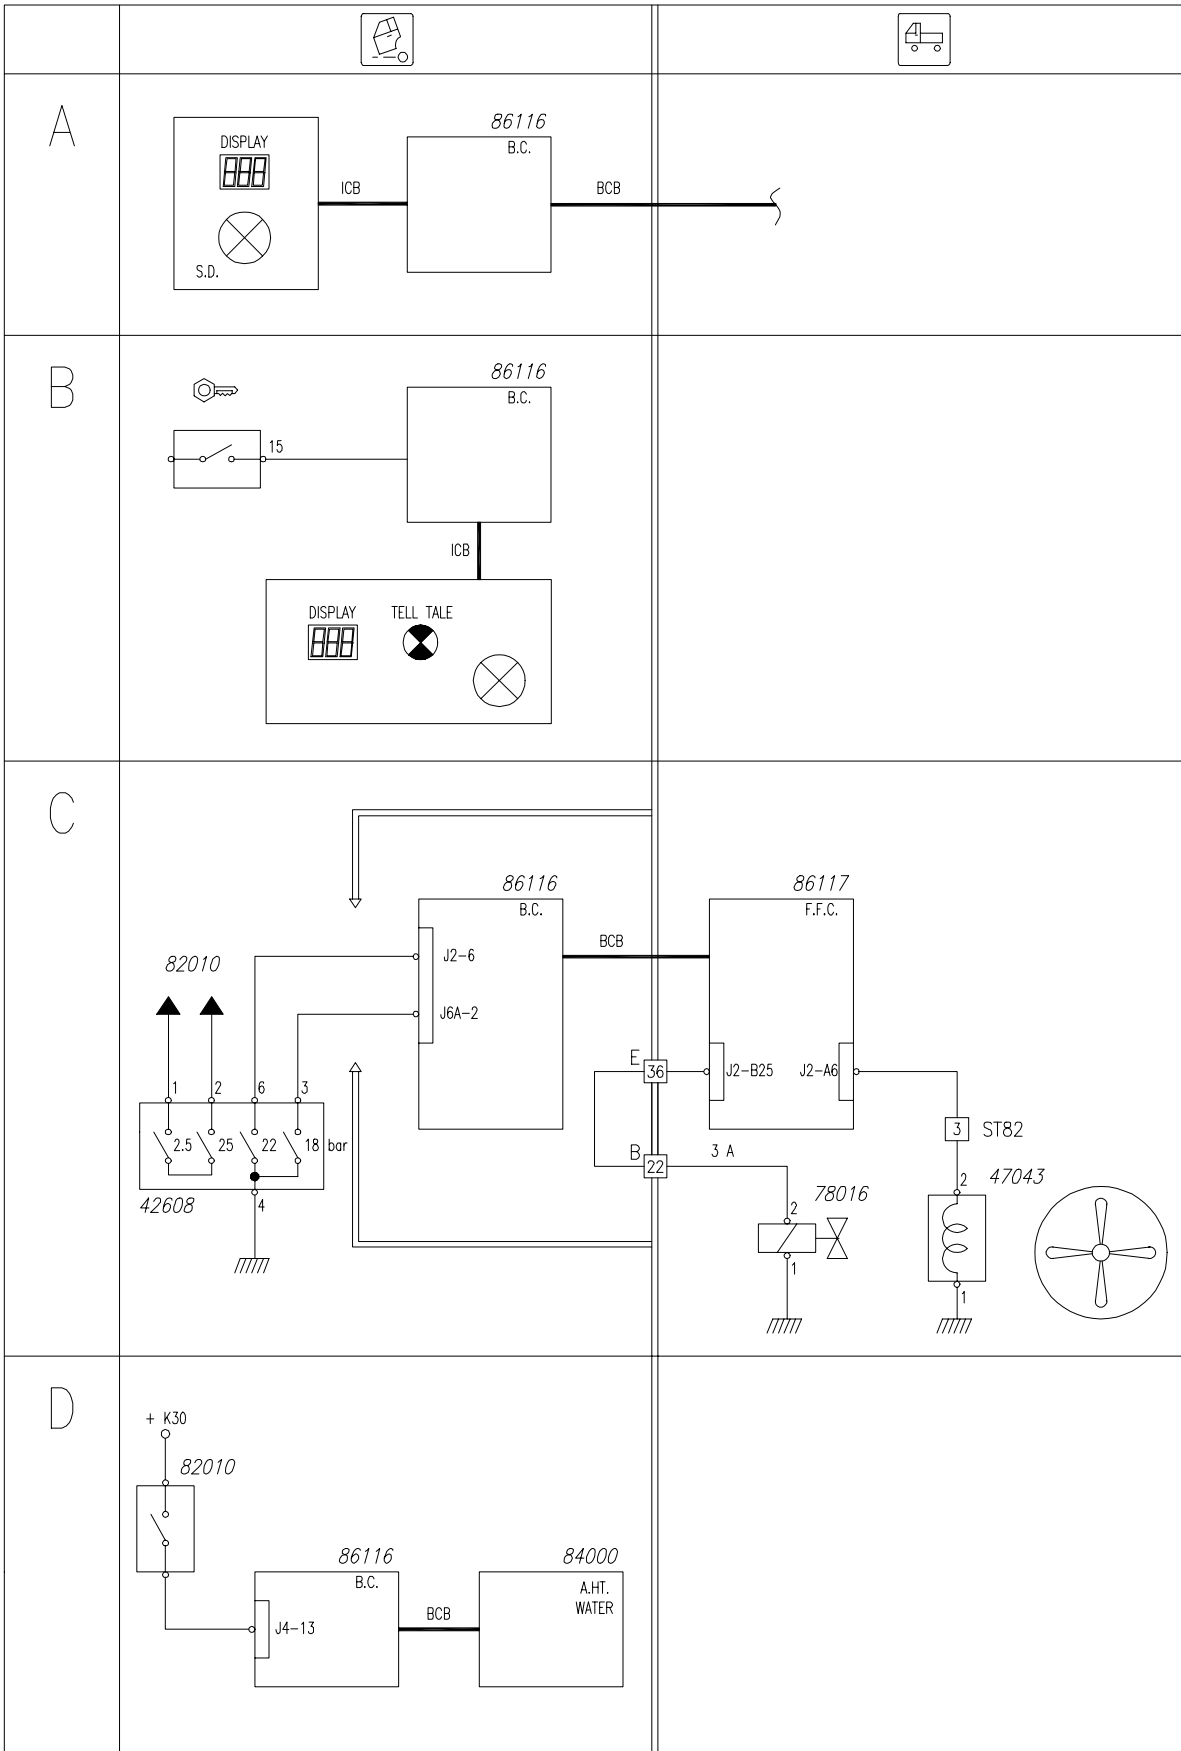 A
DISPLAY
S.D.
ICB
86116
B.C.
BCB
B
15
86116
B.C.
ICB
DISPLAY
TELL TALE
C
82010
1
2
6
3
2.5
25
22
18
bar
42608
4
86116
B.C.
J2-6
J6A-2
BCB
E
36
B
22
86117
F.F.C.
J2-B25
J2-A6
3 A
3
ST82
2
78016
1
2
47043
1
D
+ K30
82010
86116
B.C.
J4-13
BCB
84000
A.HT.
WATER